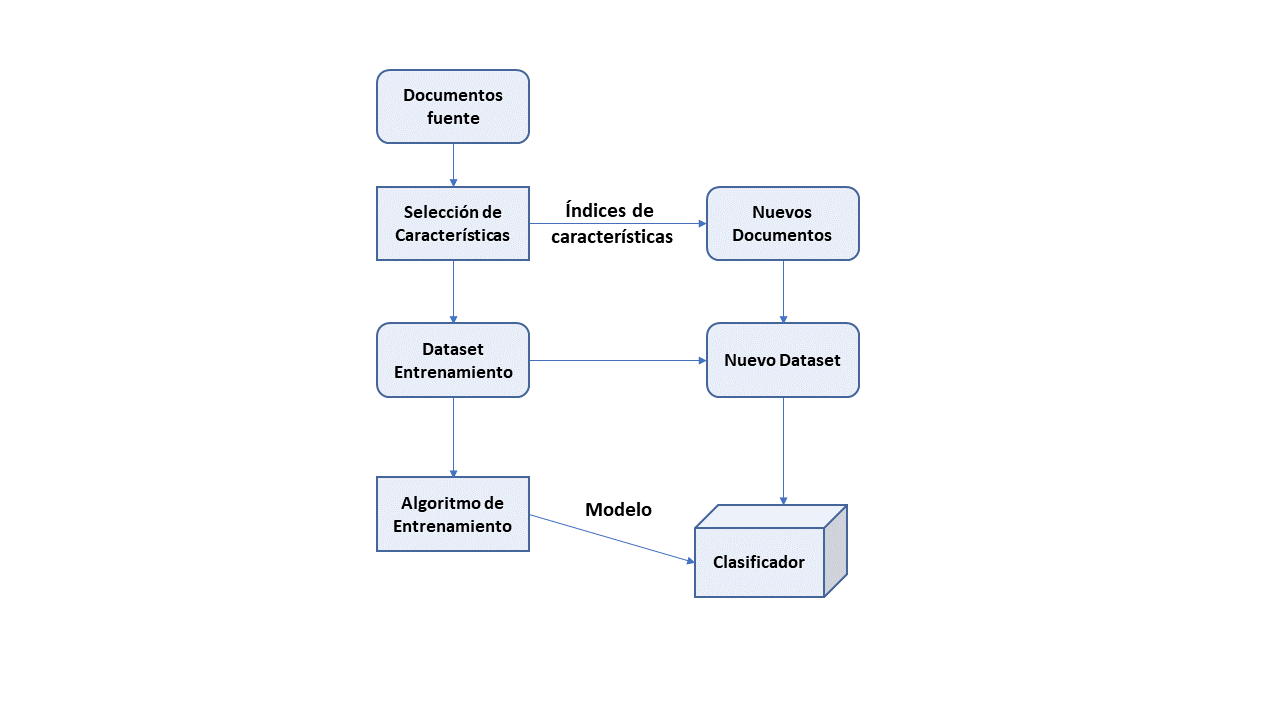 Documentos
fuente
Selección de
Características
Índices de
características
Nuevos
Documentos
Dataset
Entrenamiento
Nuevo Dataset
Algoritmo de
Entrenamiento
Modelo
Clasificador